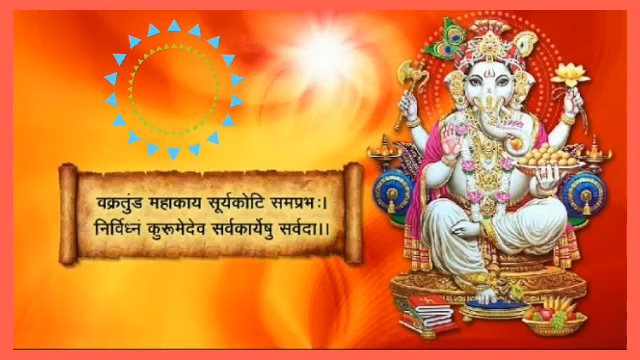 वक्रतुंड महाकाय सूर्यकोटि समप्रभः।
निर्विध्नं कुरूमेदेव सर्वकार्येषु सर्वदा।।